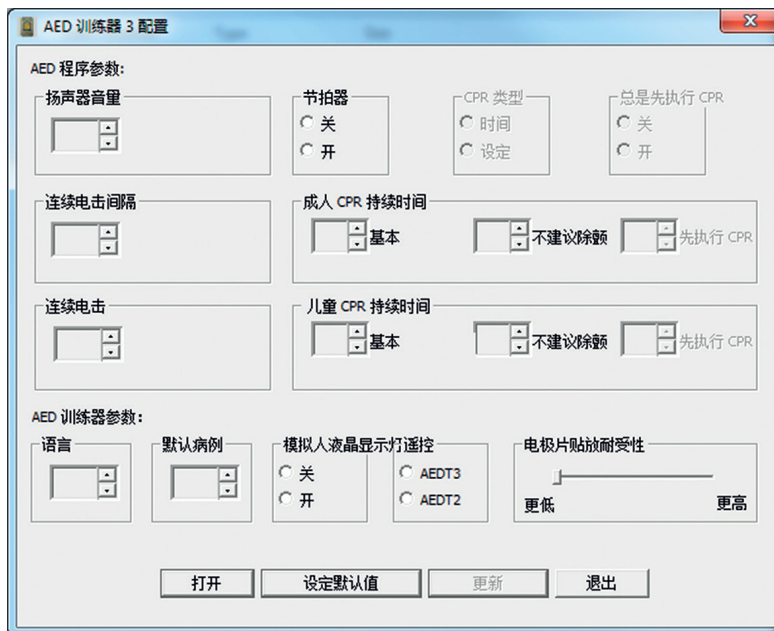 AED 训练器 3 配置
AED 程序参数:
扬声器音量
节拍器
关
开
CPR 类型
时间
设定
总是先执行 CPR
关
开
连续电击间隔
成人 CPR 持续时间
基本
不建议除颤
先执行 CPR
连续电击
儿童 CPR 持续时间
基本
不建议除颤
先执行 CPR
AED 训练器参数:
语言
默认病例
模拟人液晶显示灯遥控
关
开
AEDT3
AEDT2
电极片贴放耐受性
更低
更高
打开
设定默认值
更新
退出